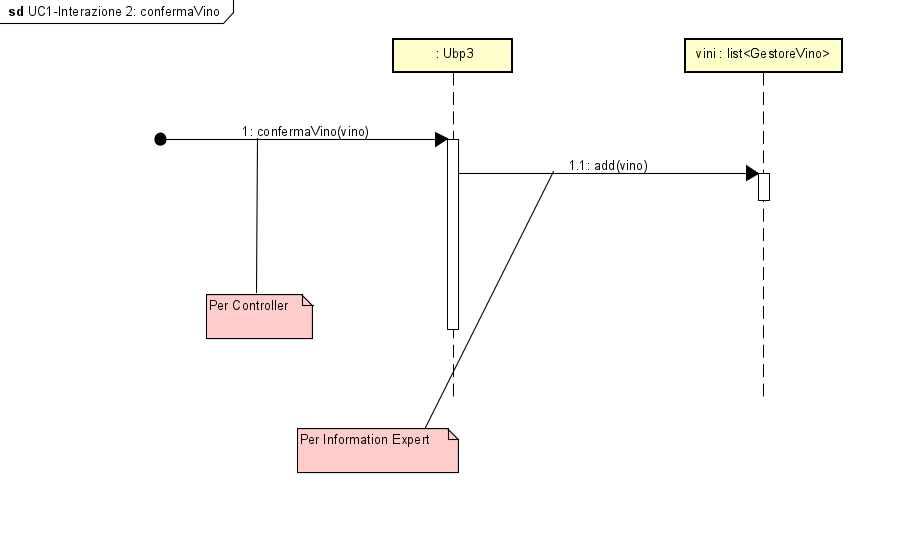 sd UC1-Interazione 2: confermaVino
: Ubp3
vini : list<GestoreVino>
1: confermaVino(vino)
1.1: add(vino)
Per Controller
Per Information Expert